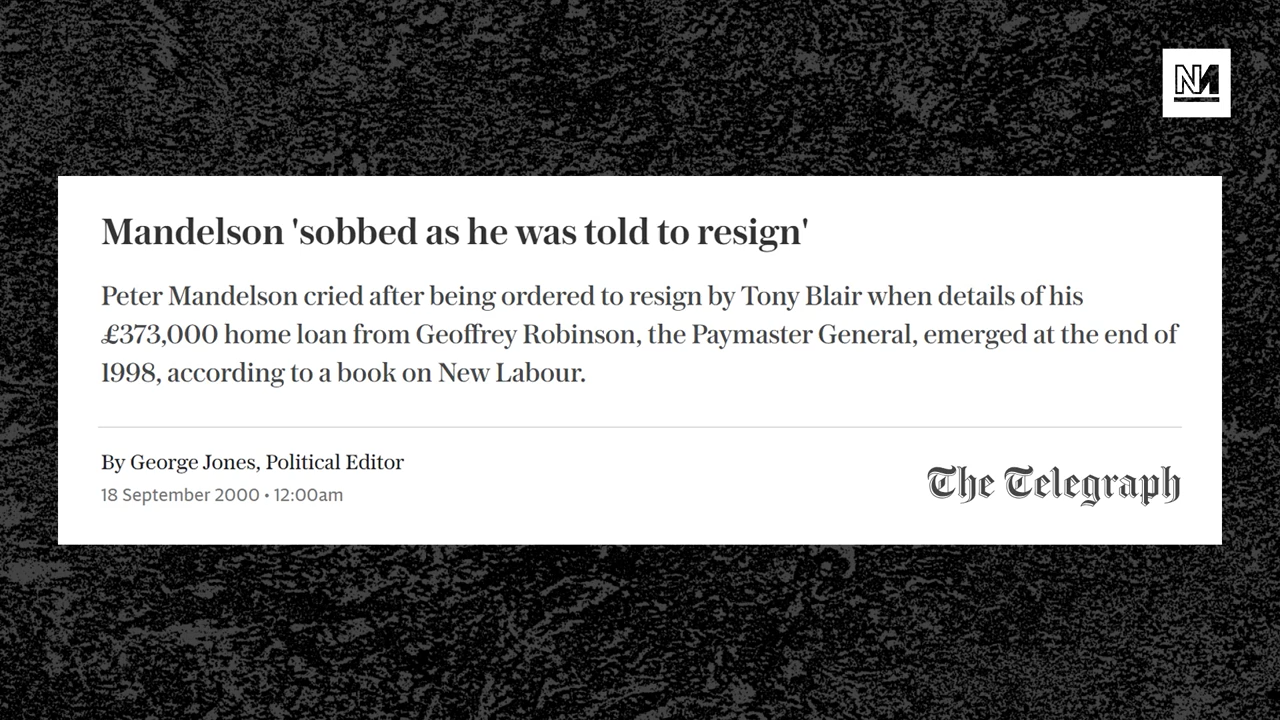 NM
Mandelson 'sobbed as he was told to resign'
Peter Mandelson cried after being ordered to resign by Tony Blair when details of his
£373,000 home loan from Geoffrey Robinson, the Paymaster General, emerged at the end of
1998, according to a book on New Labour.
By George Jones, Political Editor
18 September 2000 • 12:00am
The Telegraph